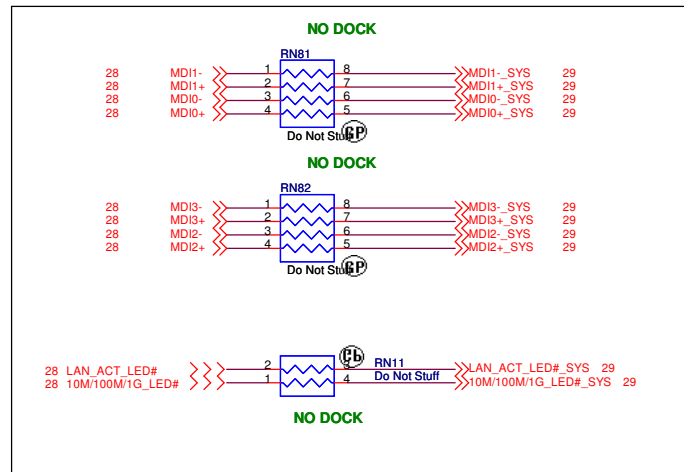 NO DOCK
RN81
28 MDI1- 1 8 MDI1-_SYS 29
28 MDI1+ 2 7 MDI1+_SYS 29
28 MDI0- 3 6 MDI0-_SYS 29
28 MDI0+ 4 5 MDI0+_SYS 29
Do Not Stuff GP
NO DOCK
RN82
28 MDI3- 1 8 MDI3-_SYS 29
28 MDI3+ 2 7 MDI3+_SYS 29
28 MDI2- 3 6 MDI2-_SYS 29
28 MDI2+ 4 5 MDI2+_SYS 29
Do Not Stuff GP
RN11
28 LAN_ACT_LED# 2 3 LAN_ACT_LED#_SYS 29
Do Not Stuff
28 10M/100M/1G_LED# 1 4 10M/100M/1G_LED#_SYS 29
NO DOCK